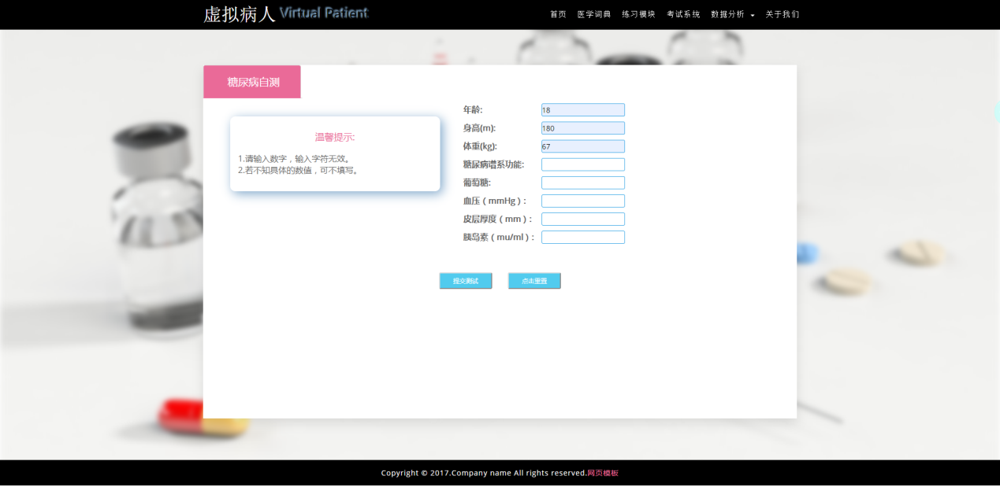 虚拟病人 Virtual Patient
首页 医学词典 练习模块 考试系统 数据分析 关于我们
糖尿病自测
温馨提示:
1.请输入数字，输入字符无效。
2.若不知具体的数值，可不填写。
年龄: 18
身高(m): 180
体重(kg): 67
糖尿病谱系功能:
葡萄糖:
血压（mmHg）:
皮层厚度（mm）:
胰岛素（mu/ml）:
提交测试 点击重置
Copyright © 2017.Company name All rights reserved.网页模板